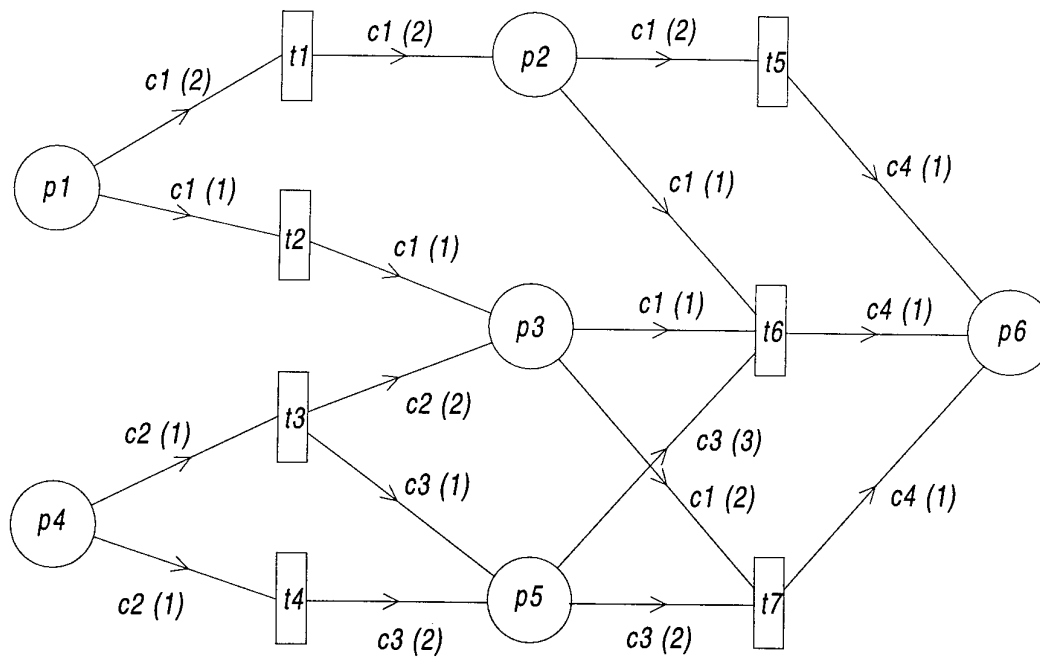 c1 (2)
c1 (2)
t1
p2
t5
c1 (2)
c4 (1)
p1
c1 (1)
c1 (1)
t2
c1 (1)
c1 (1)
c4 (1)
p3
t6
p6
c2 (1)
t3
c2 (2)
c3 (3)
c3 (1)
c1 (2)
c4 (1)
p4
c2 (1)
t4
p5
t7
c3 (2)
c3 (2)